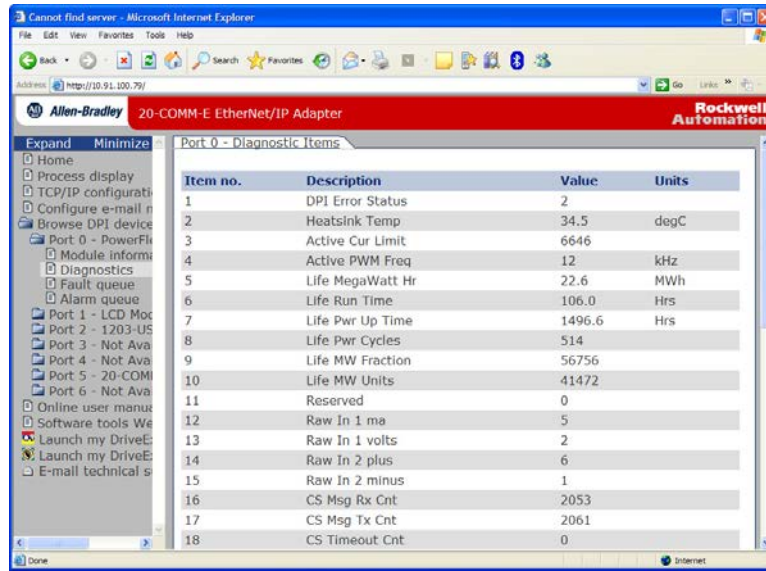 Cannot find server - Microsoft Internet Explorer
File Edit View Favorites Tools Help
Back Search Favorites
Address http://10.91.100.79/ Go Links
Allen-Bradley 20-COMM-E EtherNet/IP Adapter Rockwell Automation
Expand Minimize
Home
Process display
TCP/IP configurati
Configure e-mail n
Browse DPI device
Port 0 - PowerFle
Module informa
Diagnostics
Fault queue
Alarm queue
Port 1 - LCD Mod
Port 2 - 1203-US
Port 3 - Not Ava
Port 4 - Not Ava
Port 5 - 20-COMM
Port 6 - Not Ava
Online user manua
Software tools We
Launch my DriveE
Launch my DriveE
E-mail technical s
Port 0 - Diagnostic Items
Item no. Description Value Units
1 DPI Error Status 2
2 Heatsink Temp 34.5 degC
3 Active Cur Limit 6646
4 Active PWM Freq 12 kHz
5 Life MegaWatt Hr 22.6 MWh
6 Life Run Time 106.0 Hrs
7 Life Pwr Up Time 1496.6 Hrs
8 Life Pwr Cycles 514
9 Life MW Fraction 56756
10 Life MW Units 41472
11 Reserved 0
12 Raw In 1 ma 5
13 Raw In 1 volts 2
14 Raw In 2 plus 6
15 Raw In 2 minus 1
16 CS Msg Rx Cnt 2053
17 CS Msg Tx Cnt 2061
18 CS Timeout Cnt 0
Done Internet